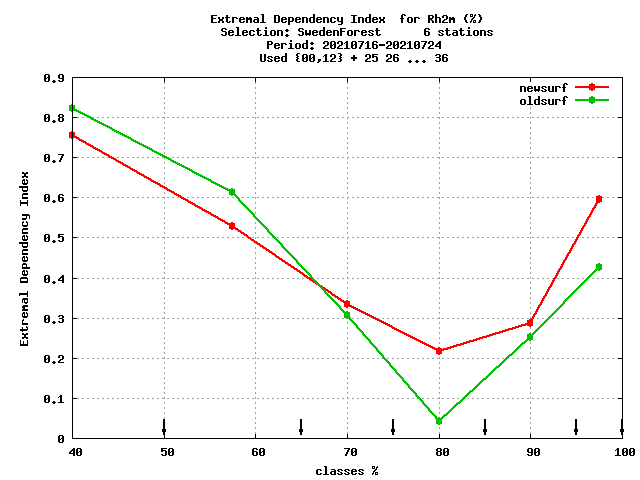 Extremal Dependency Index  for Rh2m (%)
Selection: SwedenForest      6 stations
Period: 20210716-20210724
Used {00,12} + 25 26 ... 36
newsurf
oldsurf
0.9
0.8
0.7
0.6
0.5
0.4
0.3
0.2
0.1
0
Extremal Dependency Index
40 50 60 70 80 90 100
classes %